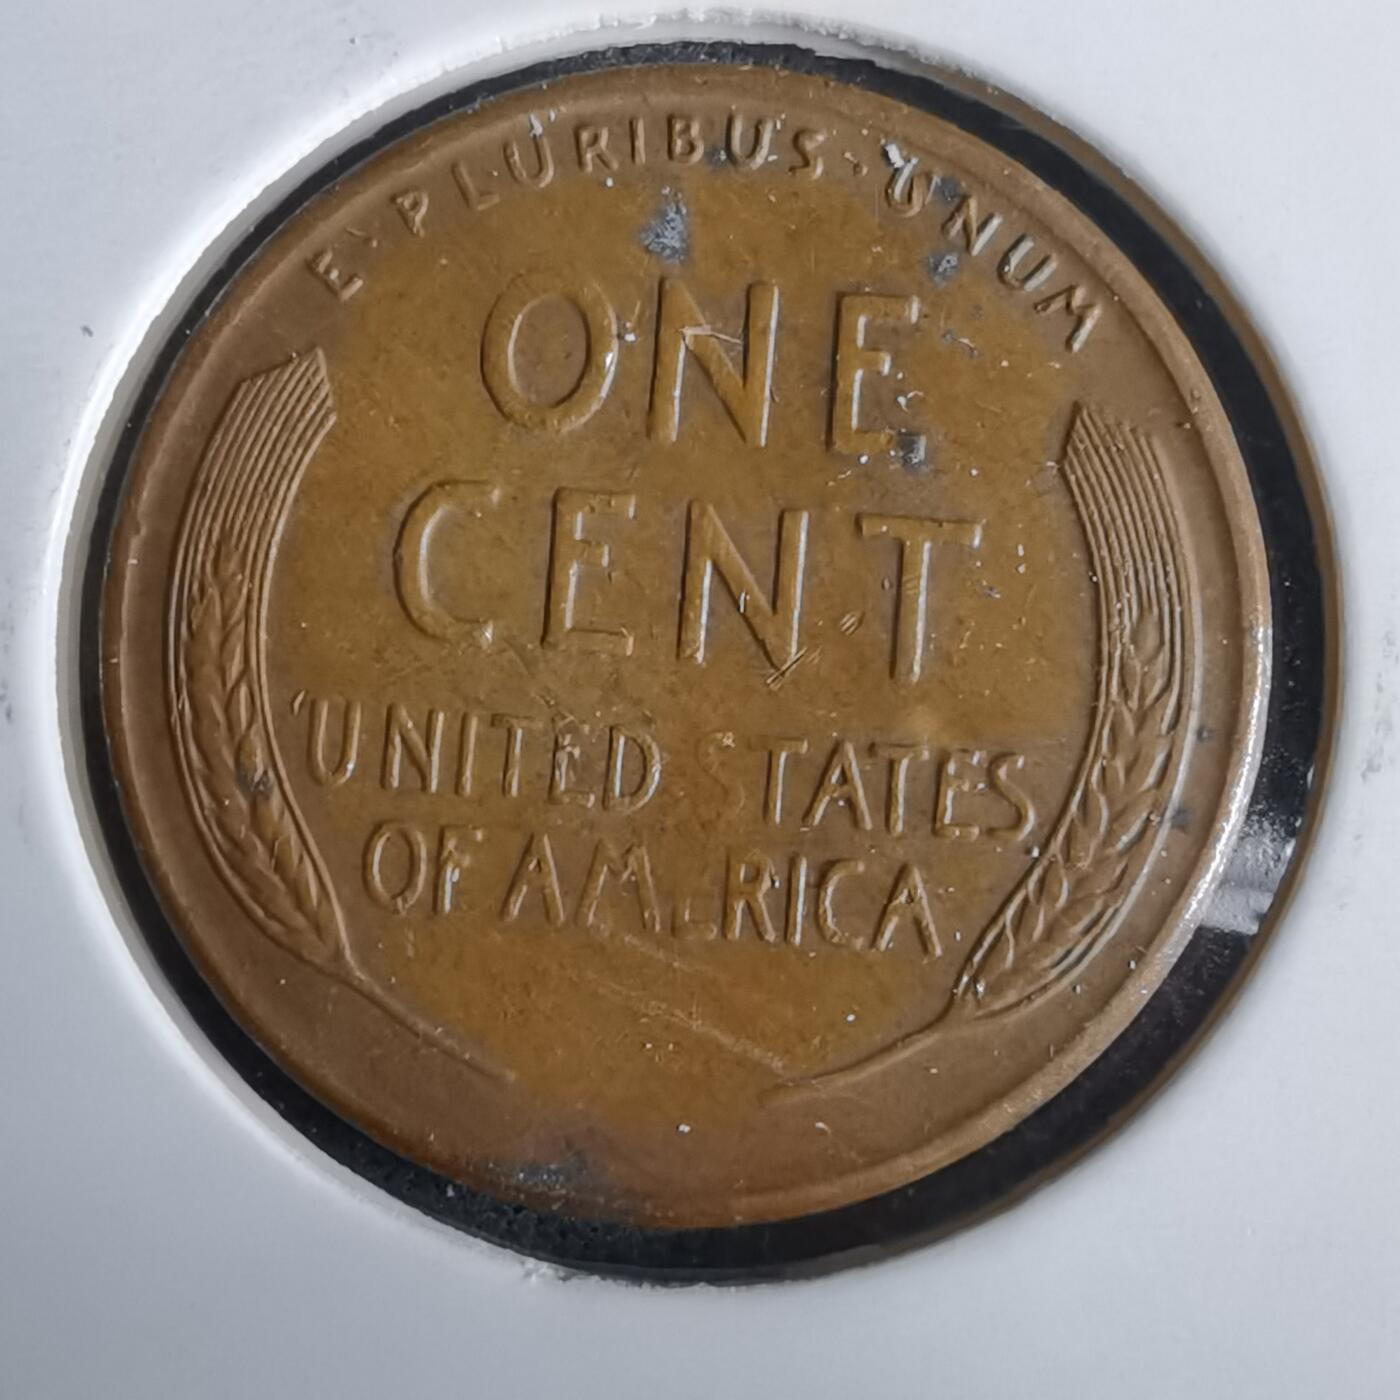 E·PLURIBUS·UNUM
ONE
CENT
UNITED STATES
OF AMERICA